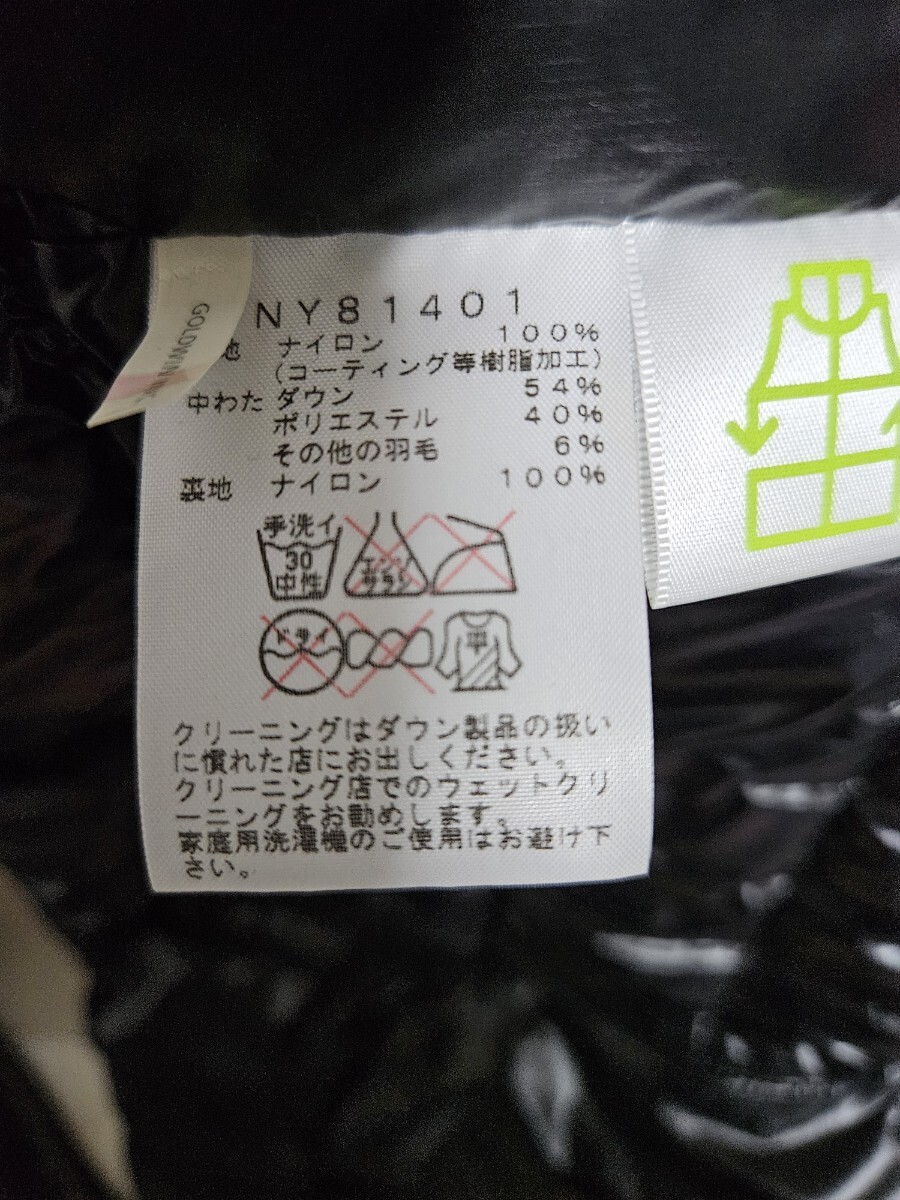 GOLDWIN
NY81401
地 ナイロン 100%
(コーティング等樹脂加工)
中わた ダウン 54%
ポリエステル 40%
その他の羽毛 6%
裏地 ナイロン 100%
手洗イ
30
中性
エンソ
サラシ
ドライ
平
クリーニングはダウン製品の扱い
に慣れた店にお出しください。
クリーニング店でのウェットクリ
ーニングをお勧めします。
家庭用洗濯機のご使用はお避け下
さい。